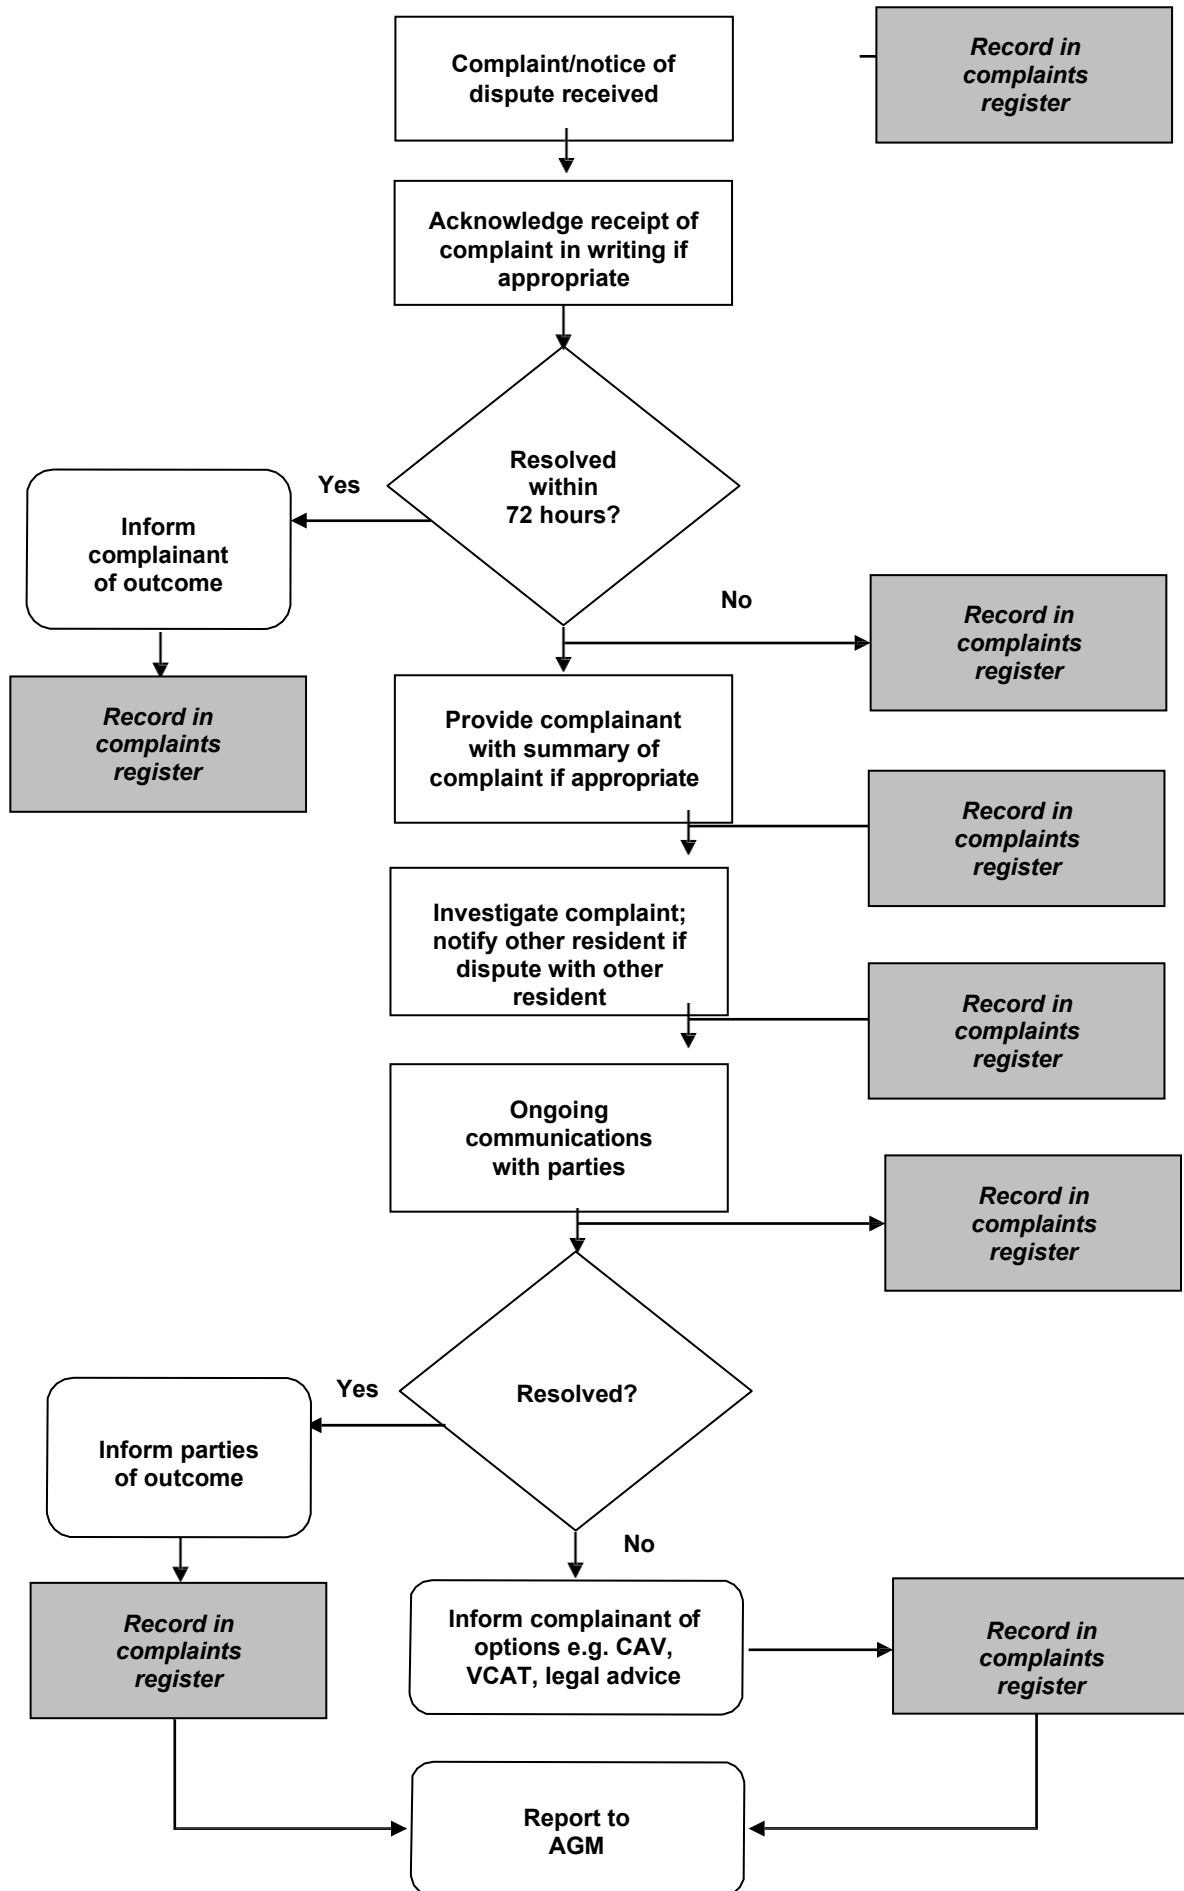 Complaint/notice of
dispute received
Record in
complaints
register
Acknowledge receipt of
complaint in writing if
appropriate
Resolved
within
72 hours?
Yes
Inform
complainant
of outcome
No
Record in
complaints
register
Record in
complaints
register
Provide complainant
with summary of
complaint if appropriate
Record in
complaints
register
Investigate complaint;
notify other resident if
dispute with other
resident
Record in
complaints
register
Ongoing
communications
with parties
Record in
complaints
register
Resolved?
Yes
Inform parties
of outcome
No
Record in
complaints
register
Inform complainant of
options e.g. CAV,
VCAT, legal advice
Record in
complaints
register
Report to
AGM